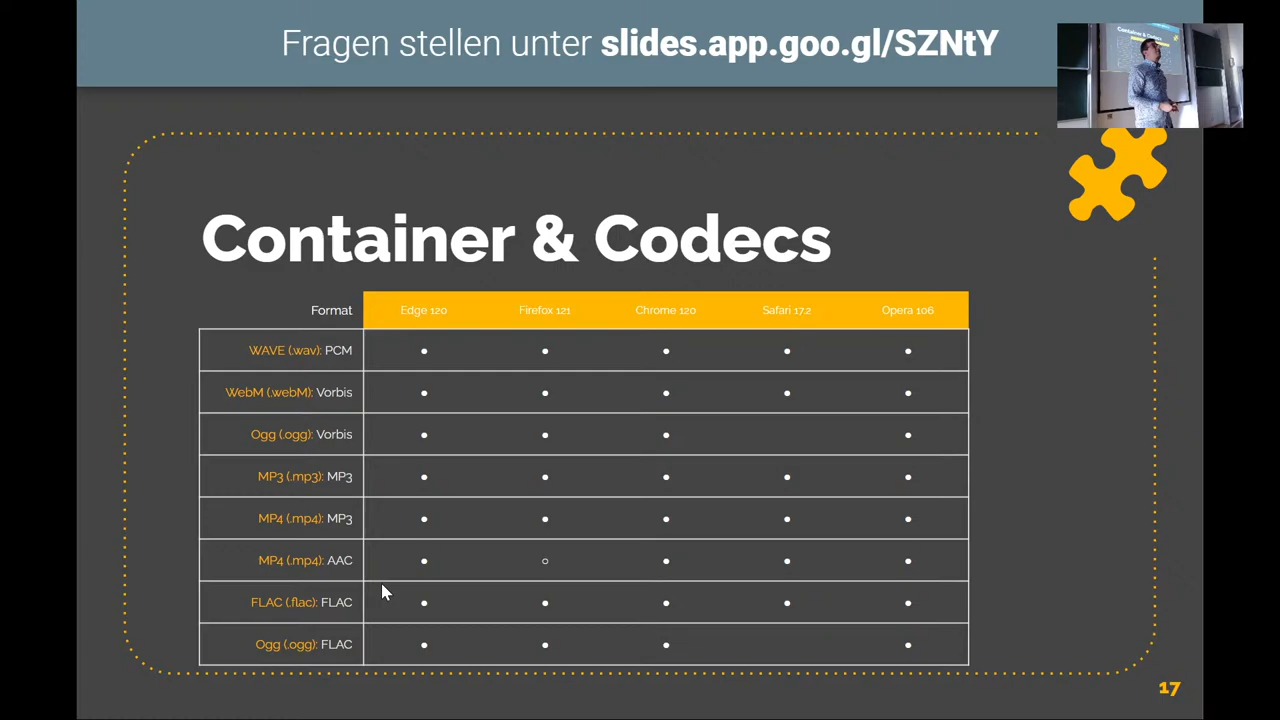 Fragen stellen unter slides.app.goo.gl/SZNtY
Container & Codecs
Container & Codecs
Format Edge 120 Firefox 121 Chrome 120 Safari 17.2 Opera 106
WAVE (.wav): PCM ● ● ● ● ●
WebM (.webM): Vorbis ● ● ● ● ●
Ogg (.ogg): Vorbis ● ● ● ●
MP3 (.mp3): MP3 ● ● ● ● ●
MP4 (.mp4): MP3 ● ● ● ● ●
MP4 (.mp4): AAC ● ○ ● ● ●
FLAC (.flac): FLAC ● ● ● ● ●
Ogg (.ogg): FLAC ● ● ● ●
17